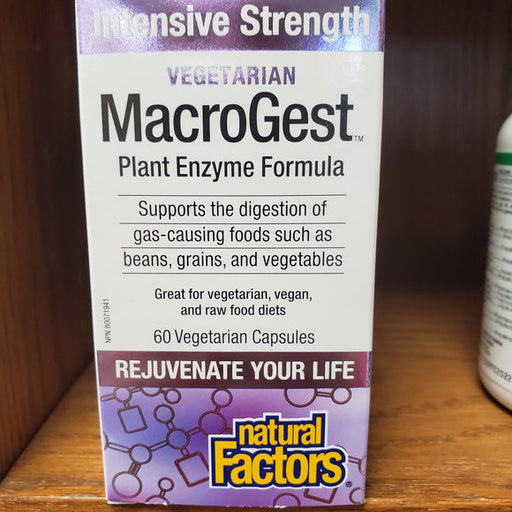 Intensive Strength
VEGETARIAN
MacroGest™
Plant Enzyme Formula
Supports the digestion of
gas-causing foods such as
beans, grains, and vegetables
Great for vegetarian, vegan,
and raw food diets
60 Vegetarian Capsules
NPN 80071941
REJUVENATE YOUR LIFE
natural
Factors®